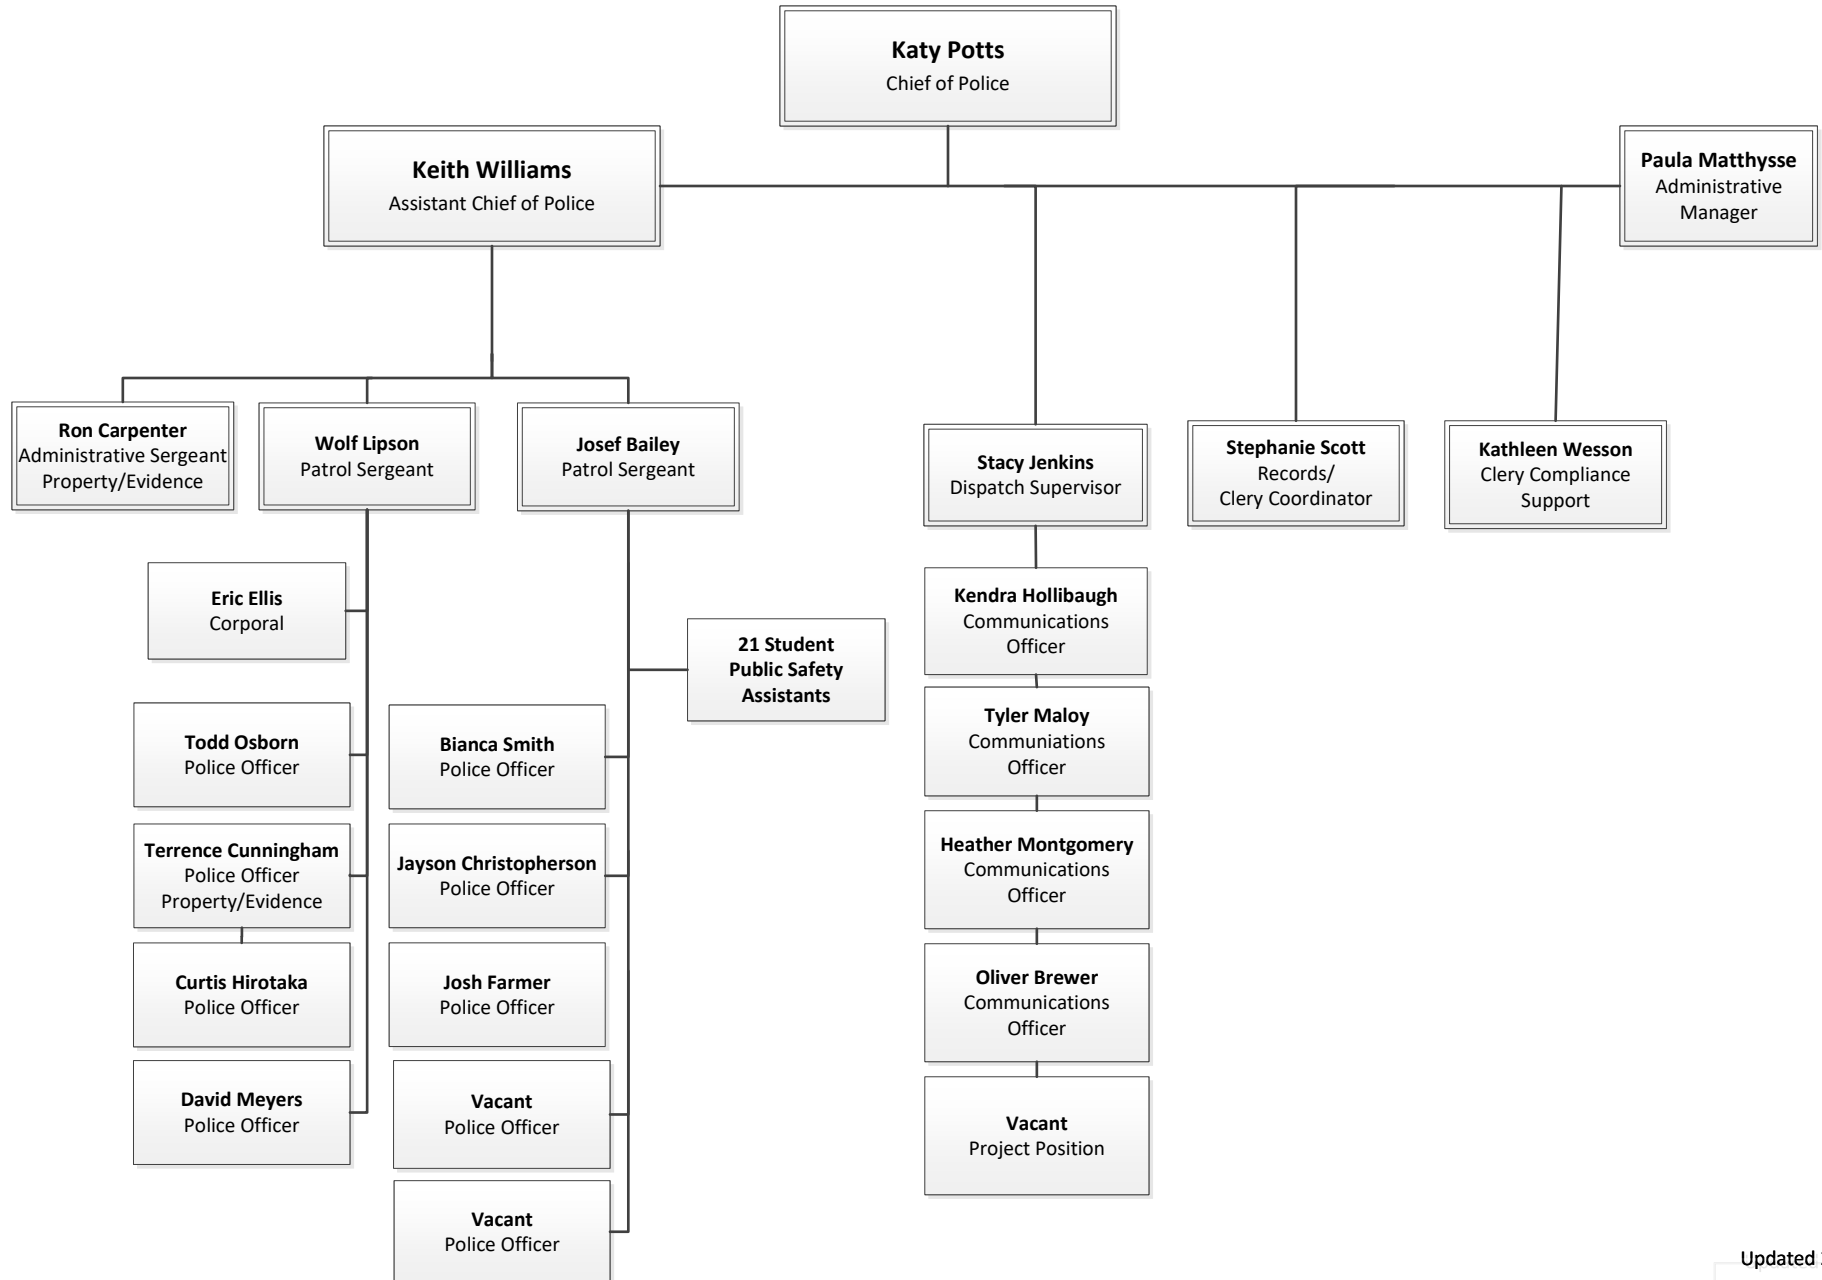 Katy Potts
Chief of Police
Keith Williams
Assistant Chief of Police
Paula Matthysse
Administrative
Manager
Ron Carpenter
Administrative Sergeant
Property/Evidence
Wolf Lipson
Patrol Sergeant
Josef Bailey
Patrol Sergeant
Stacy Jenkins
Dispatch Supervisor
Stephanie Scott
Records/
Clery Coordinator
Kathleen Wesson
Clery Compliance
Support
Eric Ellis
Corporal
Todd Osborn
Police Officer
Terrence Cunningham
Police Officer
Property/Evidence
Curtis Hirotaka
Police Officer
David Meyers
Police Officer
21 Student
Public Safety
Assistants
Bianca Smith
Police Officer
Jayson Christopherson
Police Officer
Josh Farmer
Police Officer
Vacant
Police Officer
Vacant
Police Officer
Kendra Hollibaugh
Communications
Officer
Tyler Maloy
Communiations
Officer
Heather Montgomery
Communications
Officer
Oliver Brewer
Communications
Officer
Vacant
Project Position
Updated